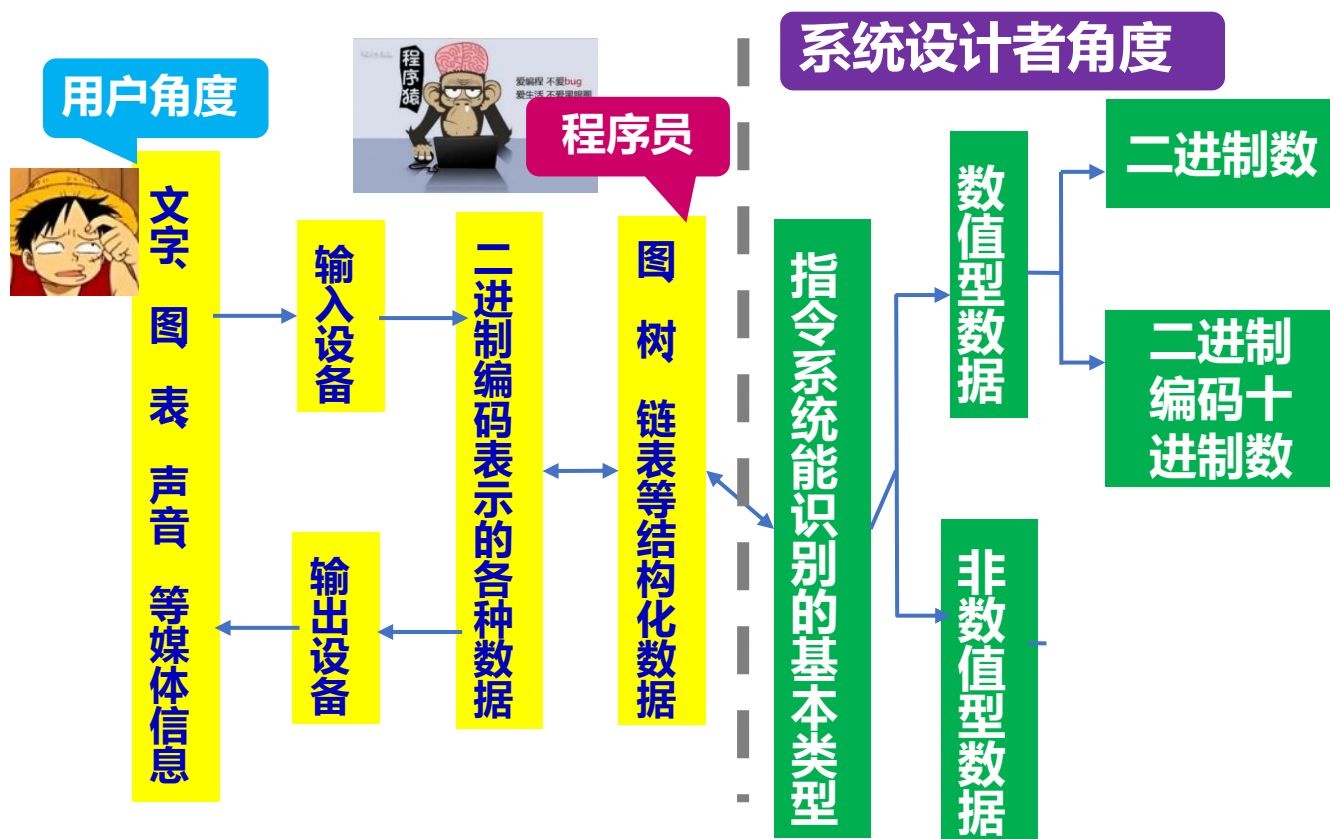 系统设计者角度
用户角度
程序猿
爱编程 不爱bug
程序员
文字、图、表、声音、等媒体信息
输入设备
输出设备
二进制编码表示的各种数据
图、树、链表等结构化数据
指令系统能识别的基本类型
数值型数据
非数值型数据
二进制数
二进制
编码十
进制数